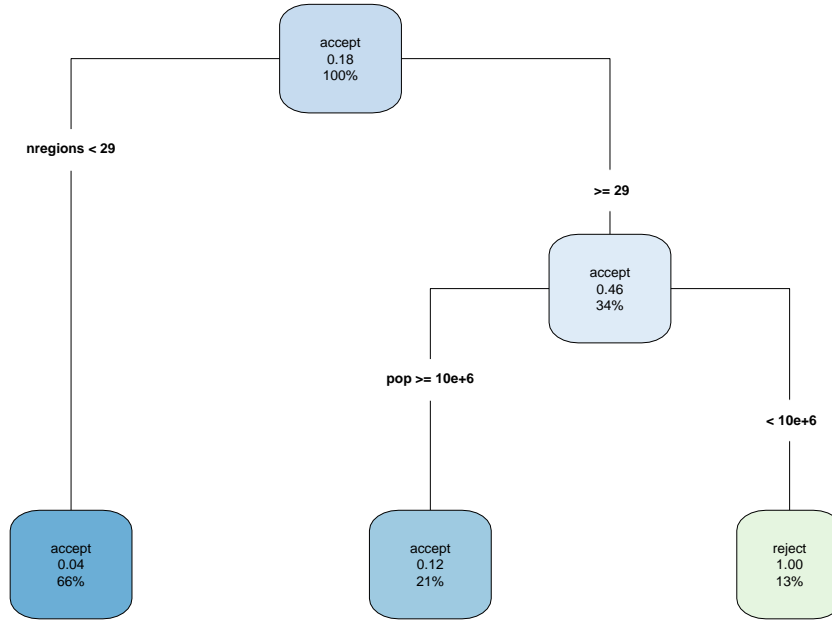 accept
0.18
100%
nregions < 29
>= 29
accept
0.46
34%
pop >= 10e+6
< 10e+6
accept
0.04
66%
accept
0.12
21%
reject
1.00
13%